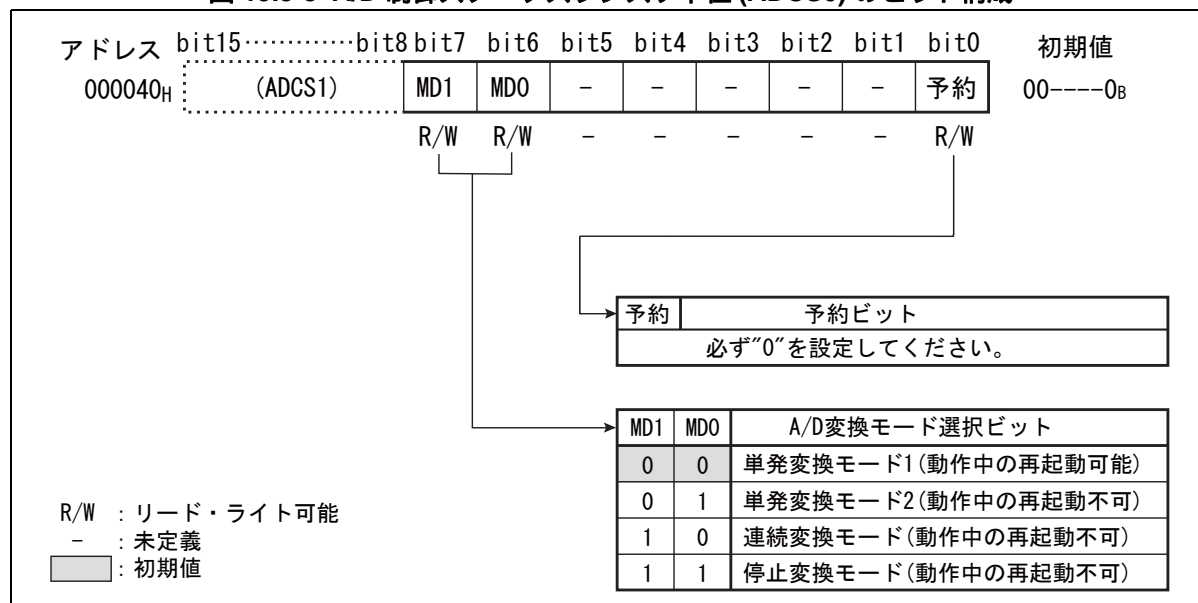 アドレス bit15‥‥‥‥‥‥bit8 bit7 bit6 bit5 bit4 bit3 bit2 bit1 bit0 初期値
000040H (ADCS1) MD1 MD0 - - - - - 予約 00----0B
R/W R/W - - - - - R/W
予約 予約ビット
必ず"0"を設定してください。
MD1 MD0 A/D変換モード選択ビット
0 0 単発変換モード1(動作中の再起動可能)
0 1 単発変換モード2(動作中の再起動不可)
1 0 連続変換モード(動作中の再起動不可)
1 1 停止変換モード(動作中の再起動不可)
R/W : リード・ライト可能
- : 未定義
: 初期値